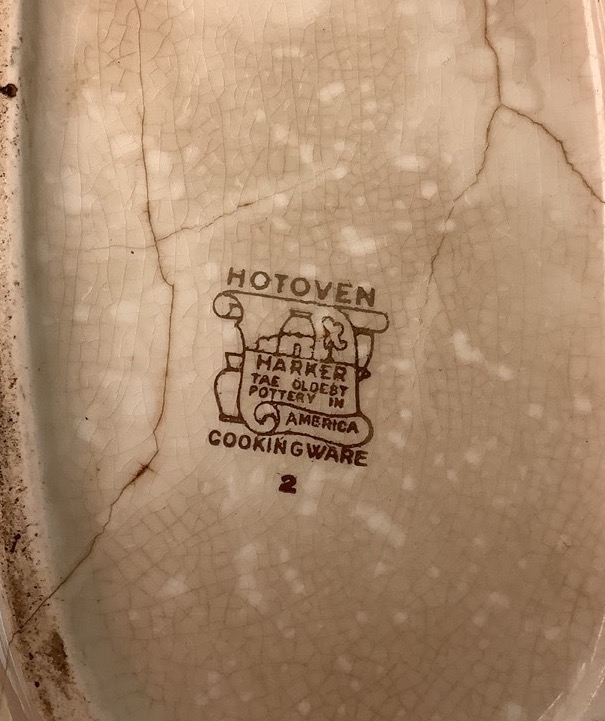 HOTOVEN
HARKER
THE OLDEST
POTTERY IN
AMERICA
COOKINGWARE
2